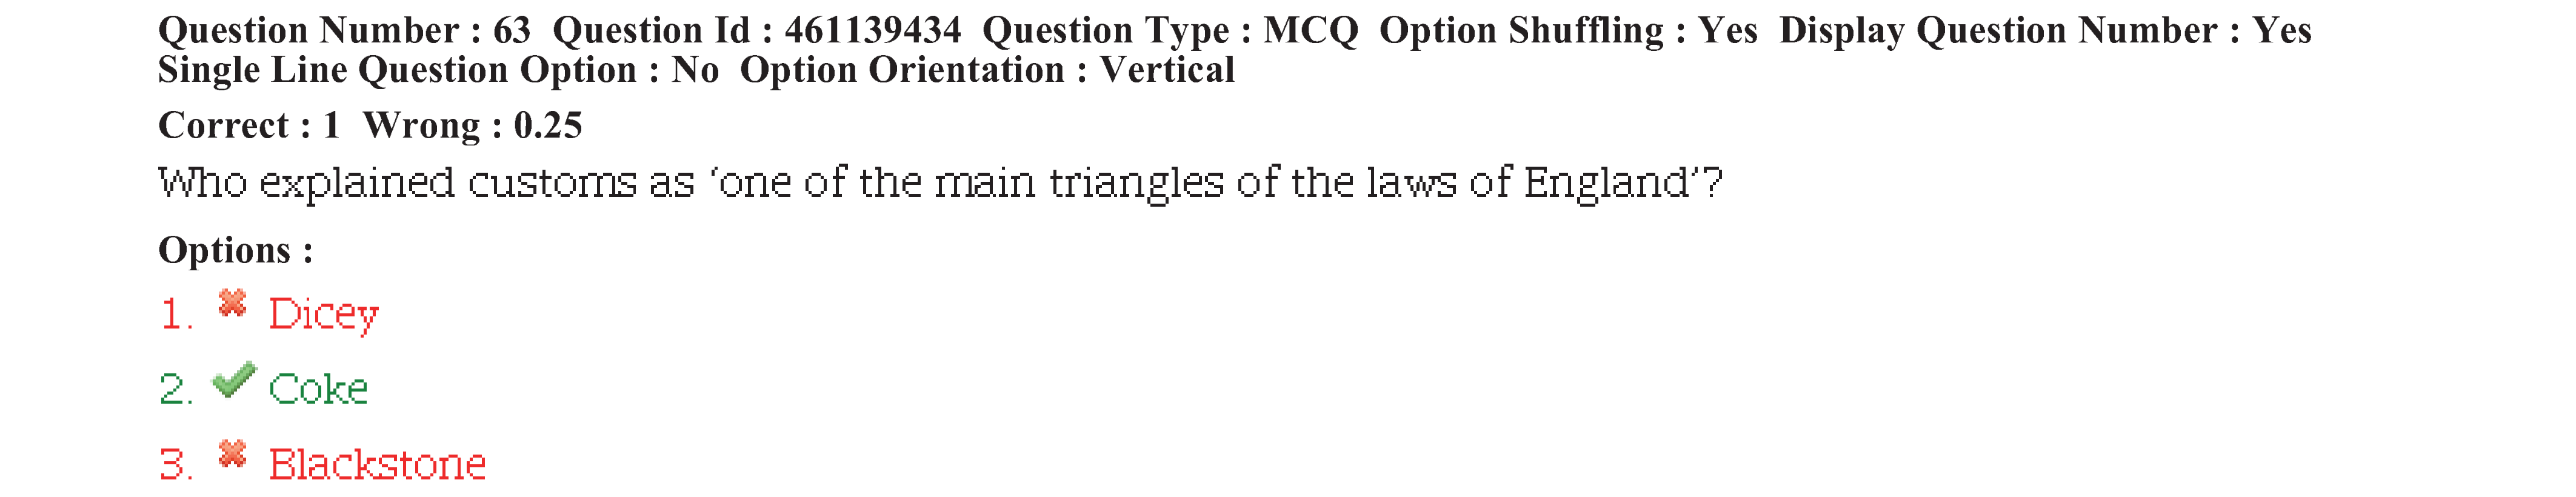 Question Number : 63 Question Id : 461139434 Question Type : MCQ Option Shuffling : Yes Display Question Number : Yes
Single Line Question Option : No Option Orientation : Vertical
Correct : 1 Wrong : 0.25
Who explained customs as ‘one of the main triangles of the laws of England’?
Options :
1. Dicey
2. Coke
3. Blackstone